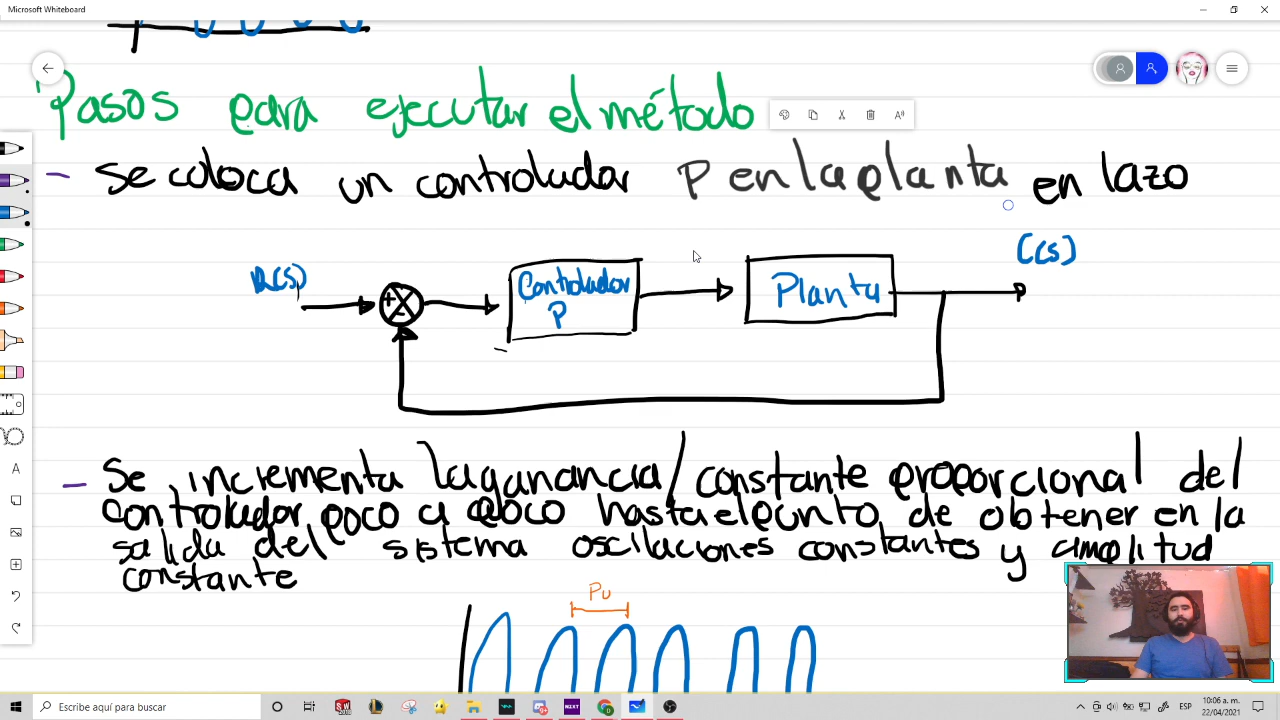 Microsoft Whiteboard
Pasos para ejecutar el método
- se coloca un controlador P en la planta en lazo
R(s)
C(s)
Controlador
P
Planta
+
-
- Se incrementa la ganancia/constante proporcional del
controlador poco a poco hasta el punto de obtener en la
salida del sistema oscilaciones constantes y amplitud
constante
Pu
Escribe aquí para buscar
ESP
10:06 a. m.
22/04/2021